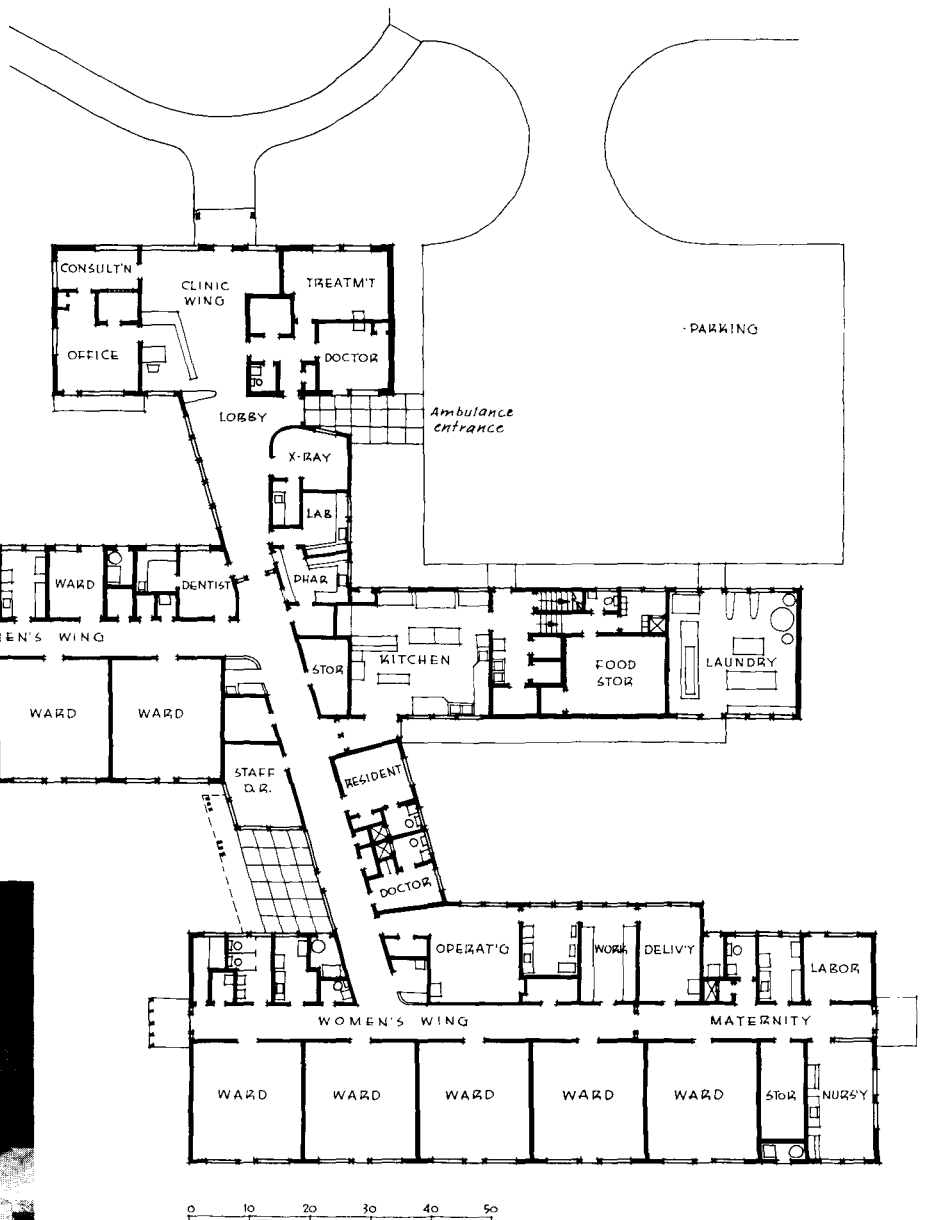 CONSULT'N
CLINIC
WING
TREATM'T
OFFICE
DOCTOR
PARKING
LOBBY
Ambulance
entrance
X-RAY
LAB
WARD
DENTIST
PHAR
EN'S WING
STOR
KITCHEN
FOOD
STOR
LAUNDRY
WARD
WARD
STAFF
D.R.
RESIDENT
DOCTOR
OPERAT'G
WORK
DELIV'Y
LABOR
WOMEN'S WING
MATERNITY
WARD
WARD
WARD
WARD
WARD
STOR
NURS'Y
0 10 20 30 40 50